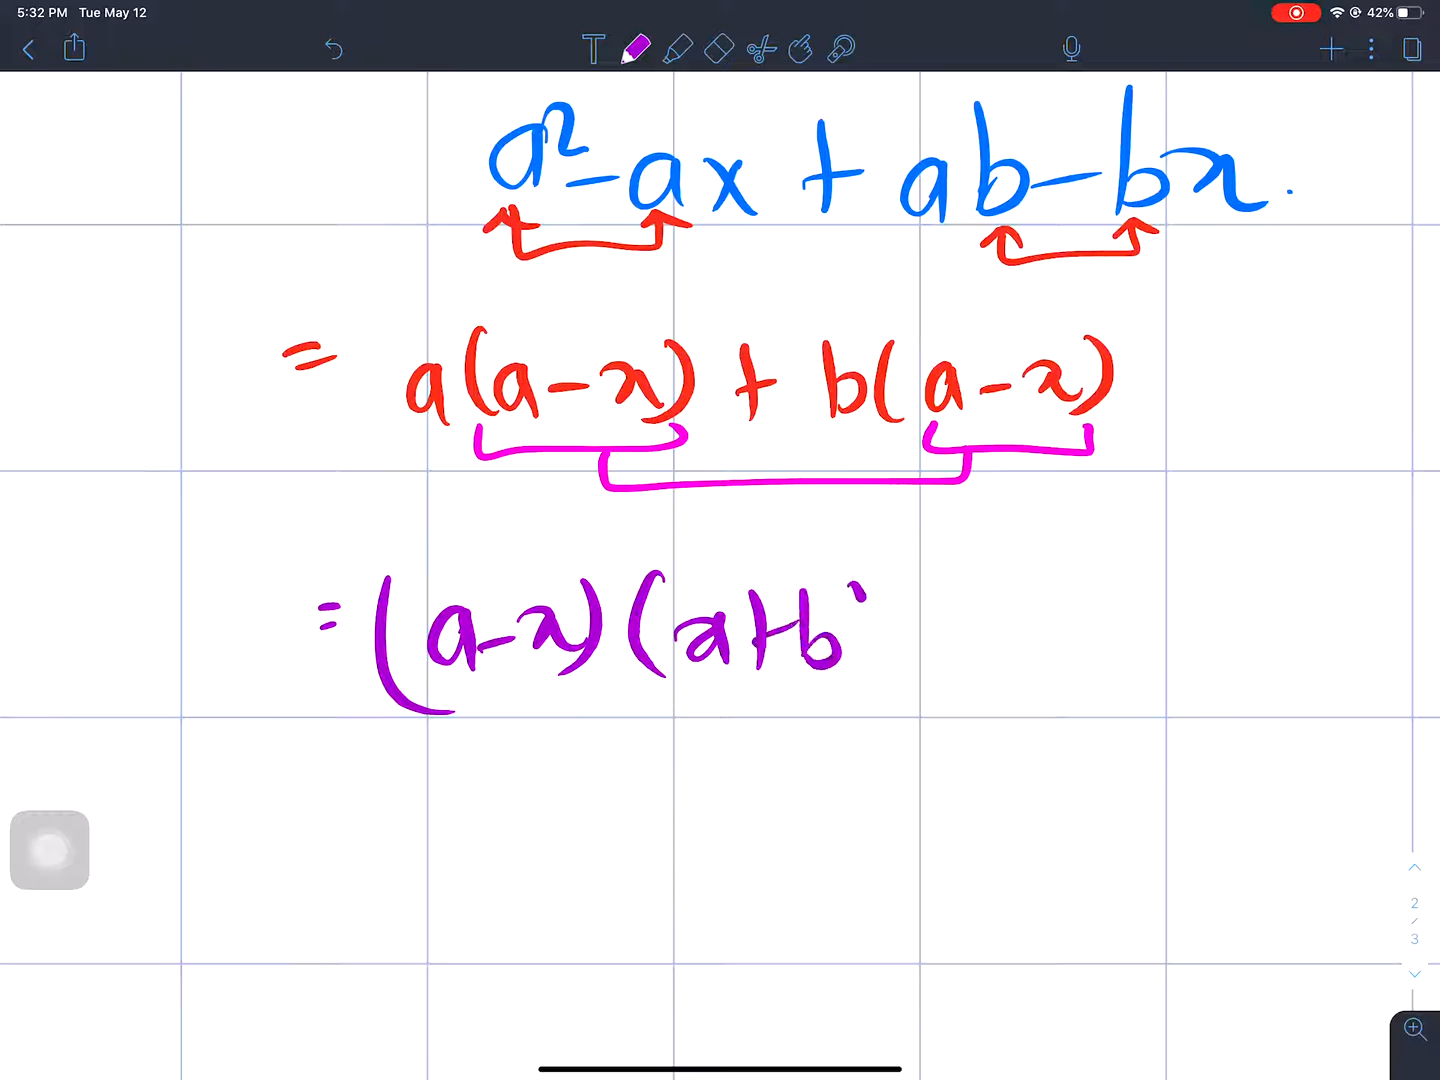 5:32 PM Tue May 12 42%
a² - ax + ab - bx.
= a(a-x) + b(a-x)
= (a-x)(a+b
2
/
3